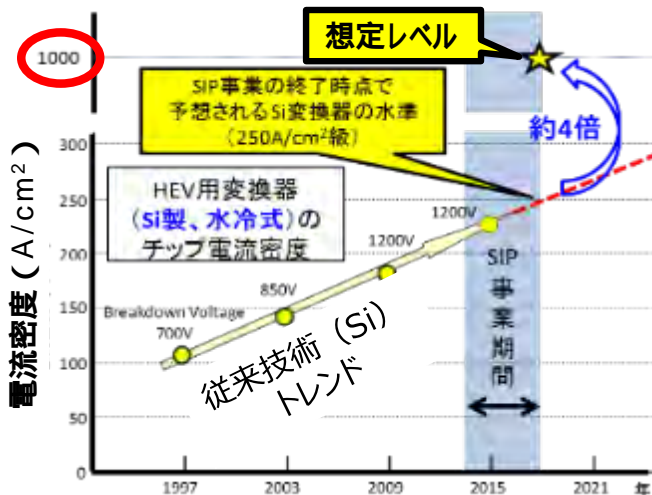 想定レベル
1000
SIP事業の終了時点で
予想されるSi変換器の水準
（250A/cm²級）
約4倍
300
HEV用変換器
（Si製、水冷式）の
チップ電流密度
250
1200V
1200V
200
SIP事業期間
850V
Breakdown Voltage
700V
150
100
従来技術（Si）
トレンド
50
0
電流密度（A/cm²）
1997
2003
2009
2015
2021
年